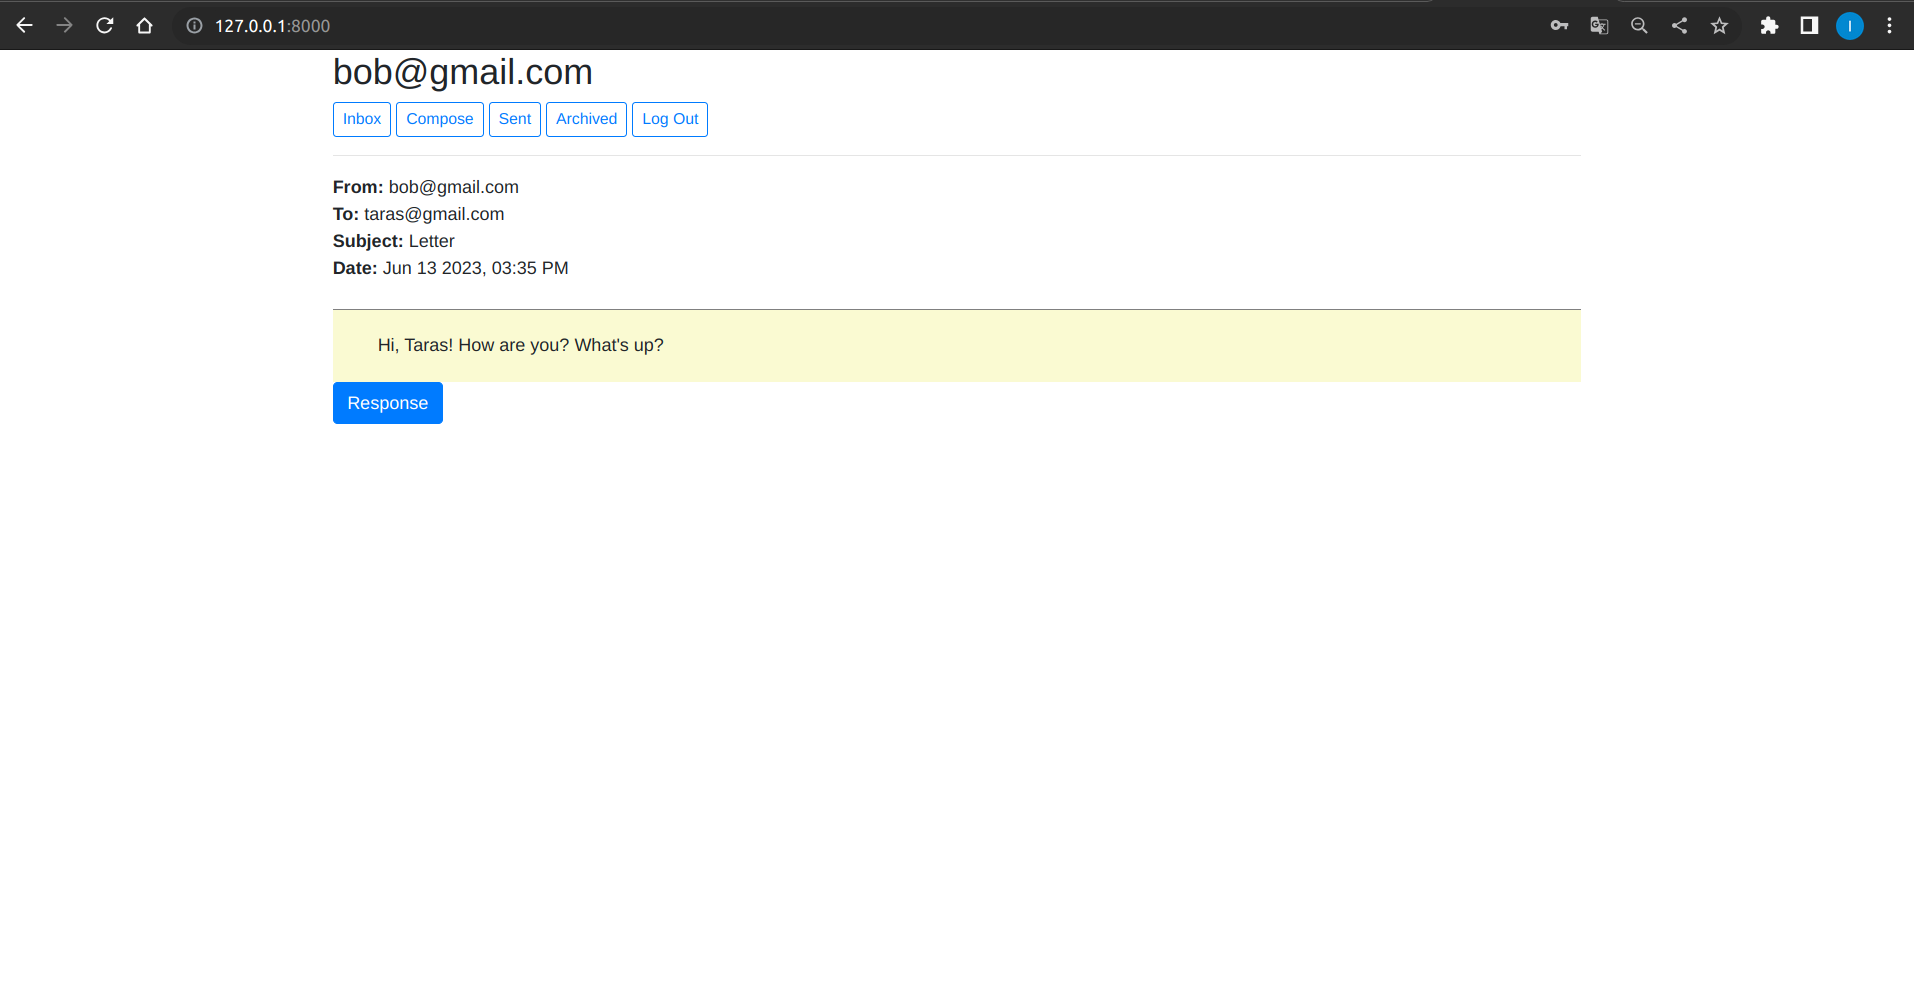 127.0.0.1:8000
I
bob@gmail.com
Inbox Compose Sent Archived Log Out
From: bob@gmail.com
To: taras@gmail.com
Subject: Letter
Date: Jun 13 2023, 03:35 PM
Hi, Taras! How are you? What's up?
Response